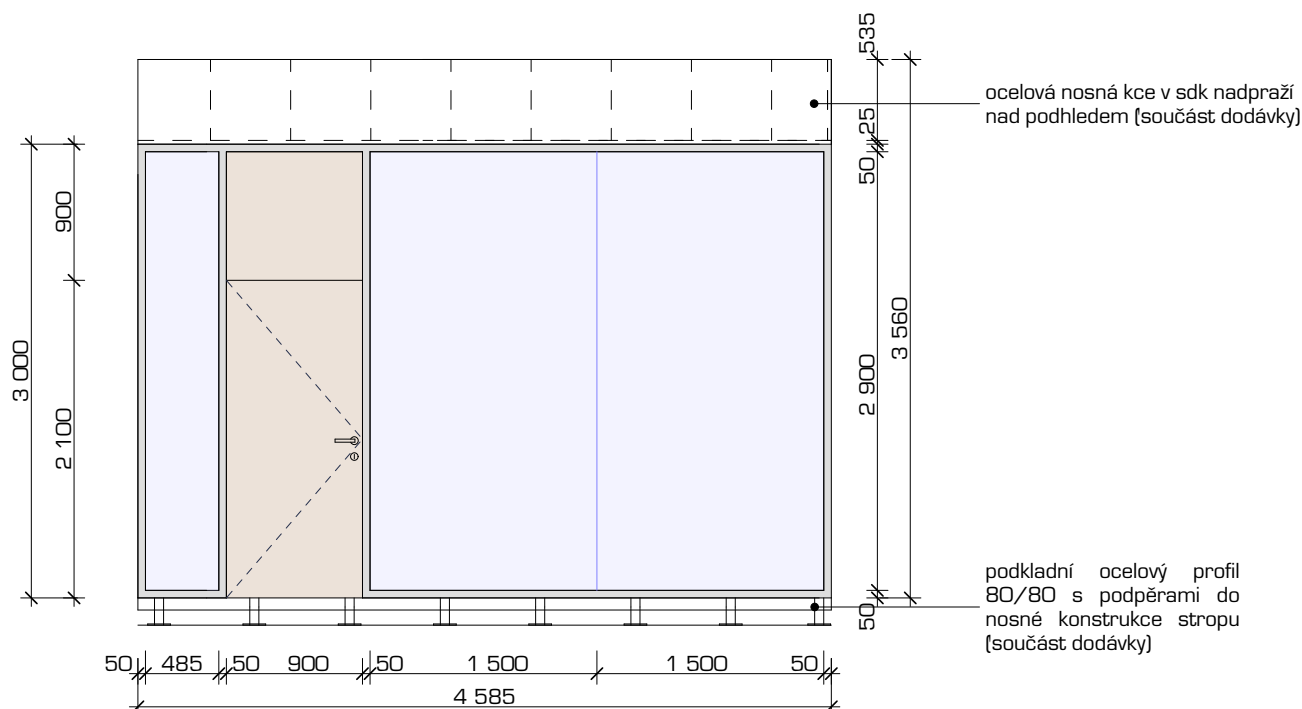 535
ocelová nosná kce v sdk nadpraží
nad podhledem (součást dodávky)
25
50
900
3 560
3 000
2 900
2 100
podkladní ocelový profil
80/80 s podpěrami do
nosné konstrukce stropu
(součást dodávky)
50
50 485 50 900 50 1 500 1 500 50
4 585